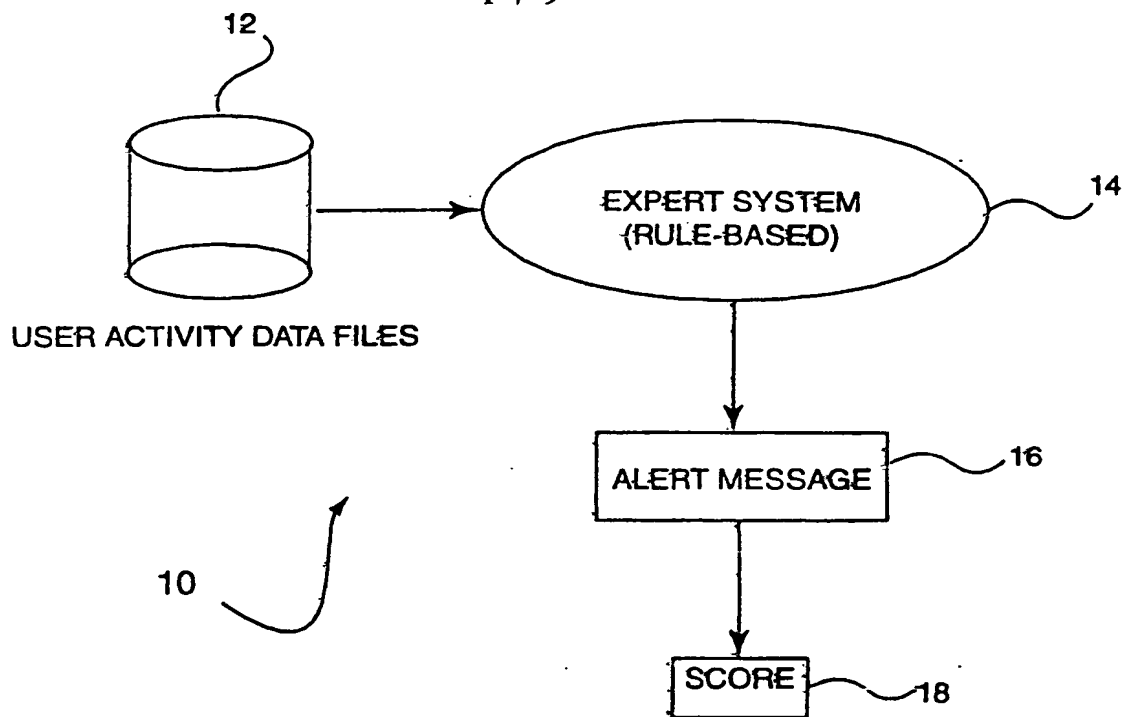 12
EXPERT SYSTEM
(RULE-BASED)
14
USER ACTIVITY DATA FILES
ALERT MESSAGE
16
10
SCORE
18